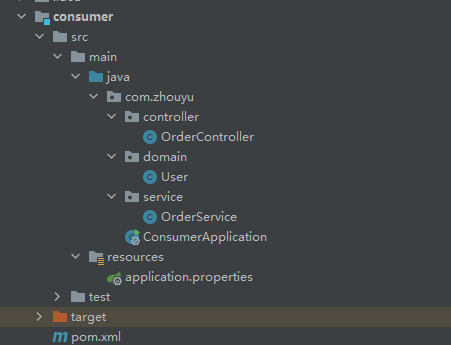 consumer
src
main
java
com.zhouyu
controller
OrderController
domain
User
service
OrderService
ConsumerApplication
resources
application.properties
test
target
pom.xml